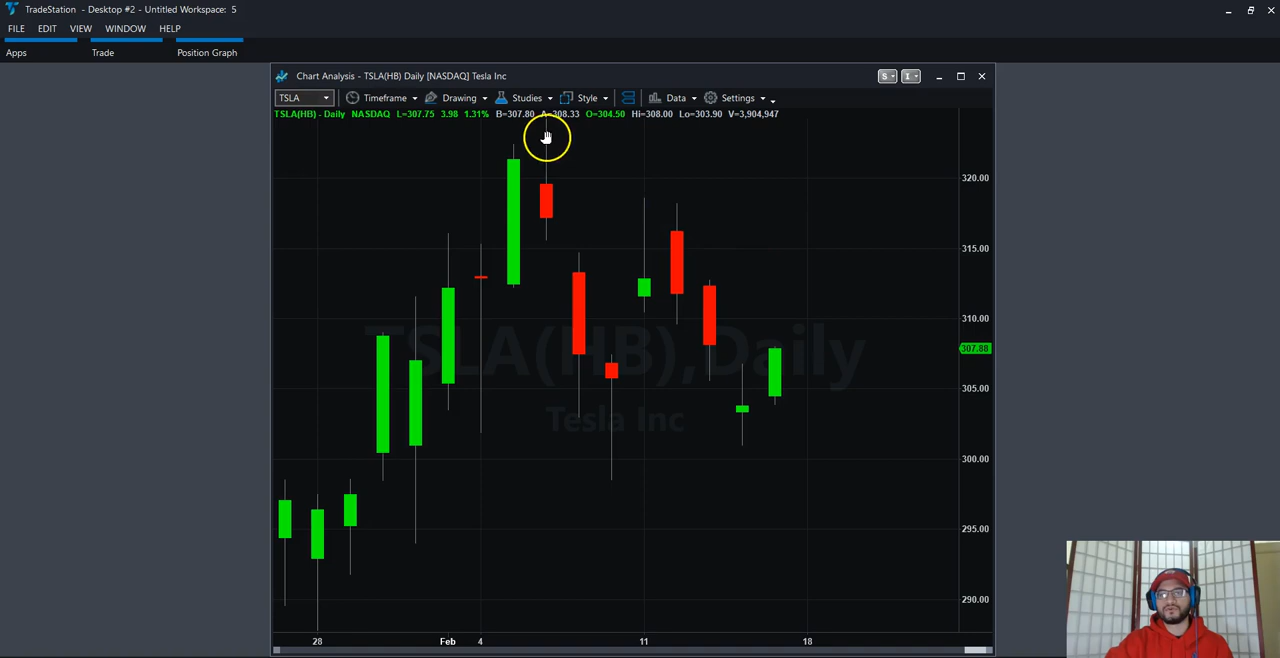 TradeStation - Desktop #2 - Untitled Workspace: 5
FILE EDIT VIEW WINDOW HELP
Apps Trade Position Graph
Chart Analysis - TSLA(HB) Daily [NASDAQ] Tesla Inc
S I
TSLA Timeframe Drawing Studies Style Data Settings
TSLA(HB) - Daily NASDAQ L=307.75 3.98 1.31% B=307.80 A=308.33 O=304.50 Hi=308.00 Lo=303.90 V=3,904,947
320.00
315.00
310.00
TSLA(HB),Daily
307.88
305.00
Tesla Inc
300.00
295.00
290.00
28 Feb 4 11 18